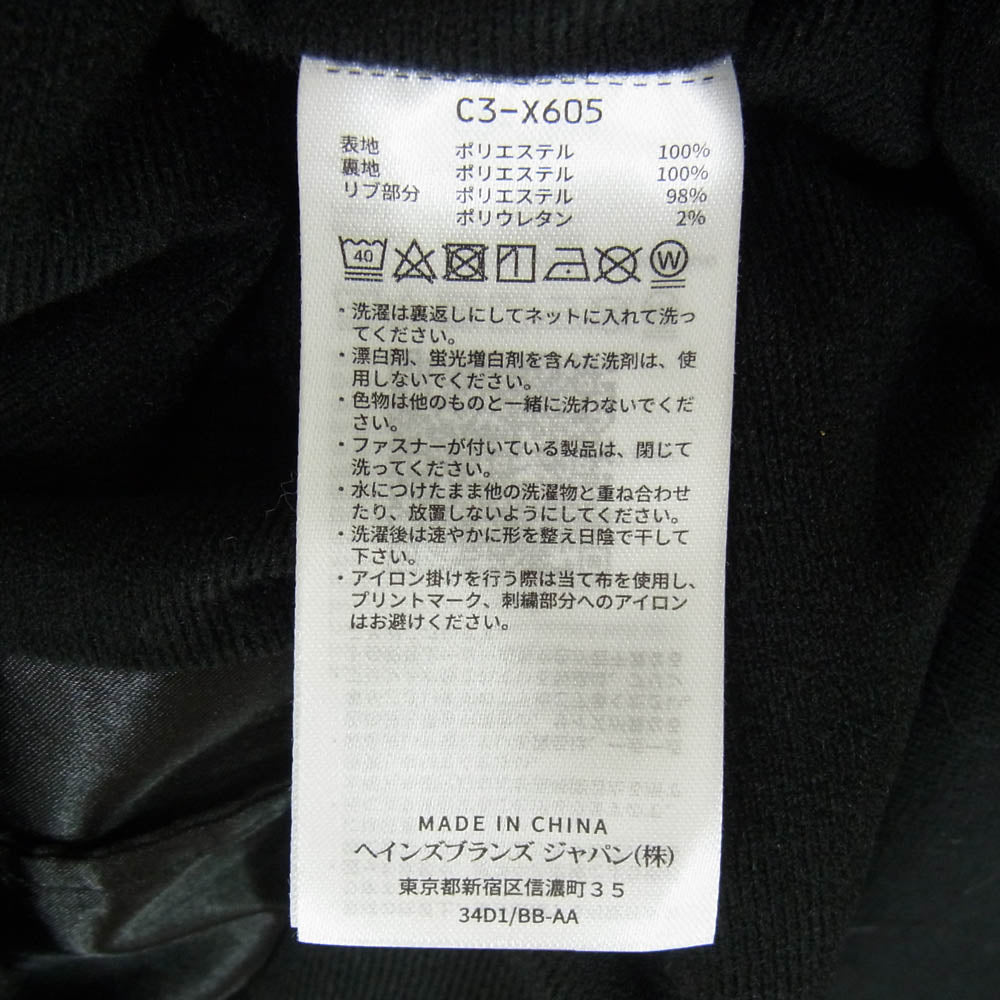 C3-X605
表地 ポリエステル 100%
裏地 ポリエステル 100%
リブ部分 ポリエステル 98%
ポリウレタン 2%
40 W
・洗濯は裏返しにしてネットに入れて洗っ
てください。
・漂白剤、蛍光増白剤を含んだ洗剤は、使
用しないでください。
・色物は他のものと一緒に洗わないでくだ
さい。
・ファスナーが付いている製品は、閉じて
洗ってください。
・水につけたまま他の洗濯物と重ね合わせ
たり、放置しないようにしてください。
・洗濯後は速やかに形を整え日陰で干して
下さい。
・アイロン掛けを行う際は当て布を使用し、
プリントマーク、刺繍部分へのアイロン
はお避けください。
MADE IN CHINA
ヘインズブランズ ジャパン(株)
東京都新宿区信濃町３５
34D1/BB-AA